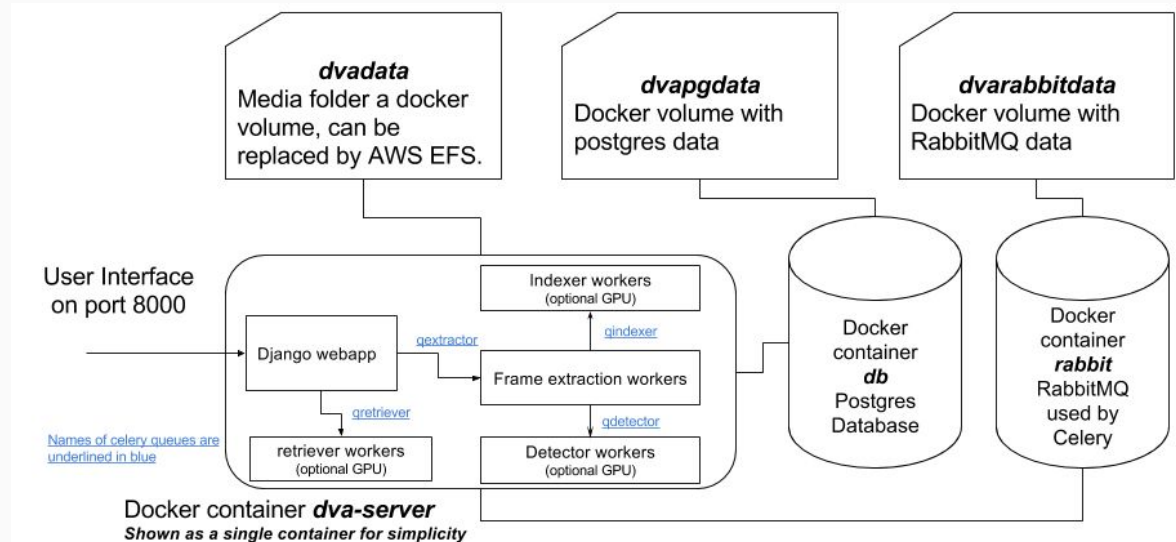 dvadata
Media folder a docker
volume, can be
replaced by AWS EFS.
dvapgdata
Docker volume with
postgres data
dvarabbitdata
Docker volume with
RabbitMQ data
User Interface
on port 8000
Django webapp
qextractor
Indexer workers
(optional GPU)
qindexer
Frame extraction workers
qretriever
qdetector
retriever workers
(optional GPU)
Detector workers
(optional GPU)
Names of celery queues are
underlined in blue
Docker
container
db
Postgres
Database
Docker
container
rabbit
RabbitMQ
used by
Celery
Docker container dva-server
Shown as a single container for simplicity